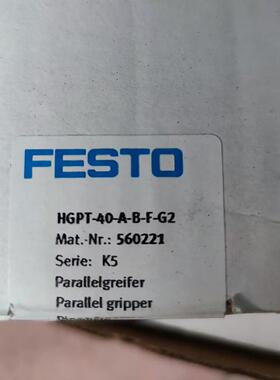 FESTO
HGPT-40-A-B-F-G2
Mat.-Nr.: 560221
Serie: K5
Parallelgreifer
Parallel gripper